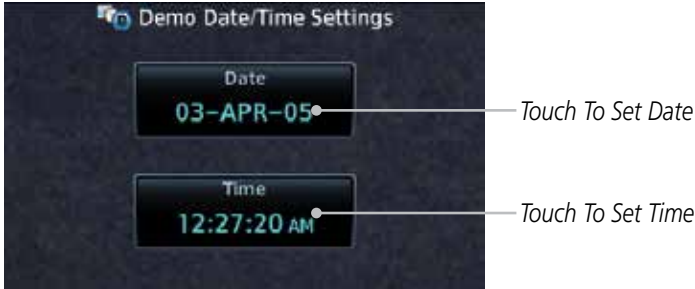 Demo Date/Time Settings
Date
03-APR-05
Touch To Set Date
Time
12:27:20 AM
Touch To Set Time